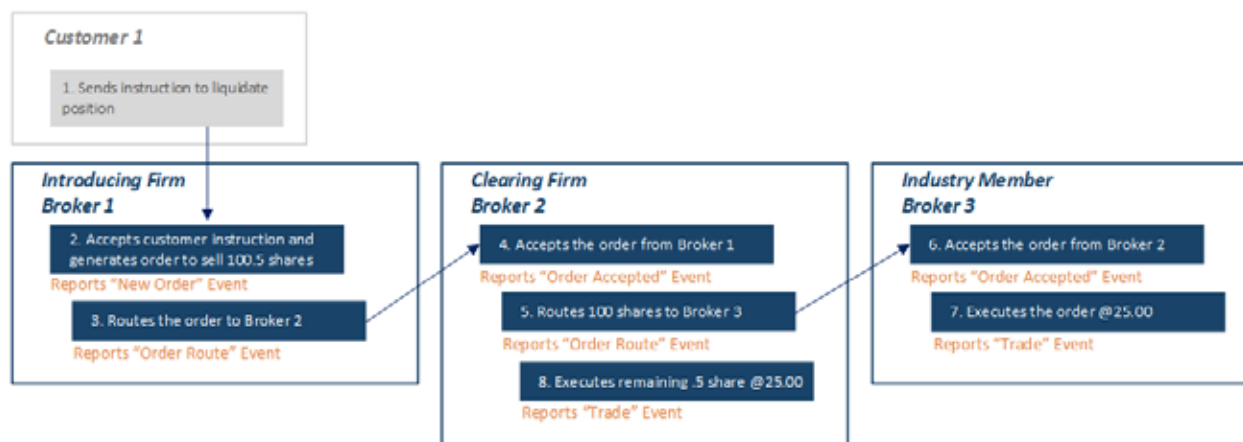 Customer 1
1. Sends instruction to liquidate
position
Introducing Firm
Broker 1
2. Accepts customer instruction and
generates order to sell 100.5 shares
Reports "New Order" Event
3. Routes the order to Broker 2
Reports "Order Route" Event
Clearing Firm
Broker 2
4. Accepts the order from Broker 1
Reports "Order Accepted" Event
5. Routes 100 shares to Broker 3
Reports "Order Route" Event
8. Executes remaining .5 share @25.00
Reports "Trade" Event
Industry Member
Broker 3
6. Accepts the order from Broker 2
Reports "Order Accepted" Event
7. Executes the order @25.00
Reports "Trade" Event